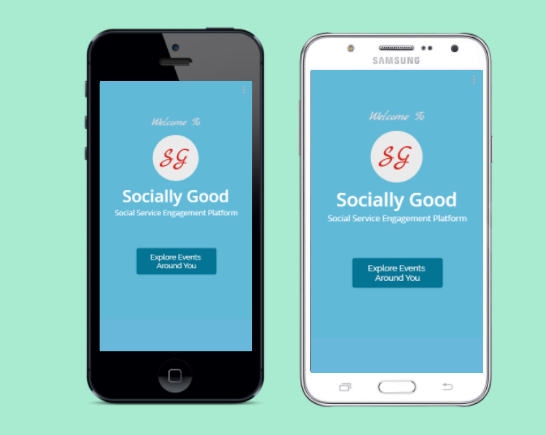 Welcome To
SG
Socially Good
Social Service Engagement Platform
Explore Events
Around You
SAMSUNG
Welcome To
SG
Socially Good
Social Service Engagement Platform
Explore Events
Around You